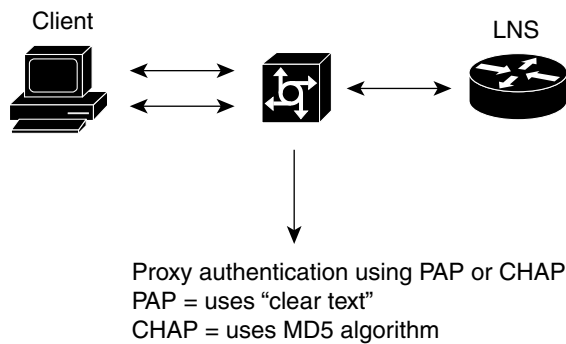 Client
LNS
Proxy authentication using PAP or CHAP
PAP = uses “clear text”
CHAP = uses MD5 algorithm